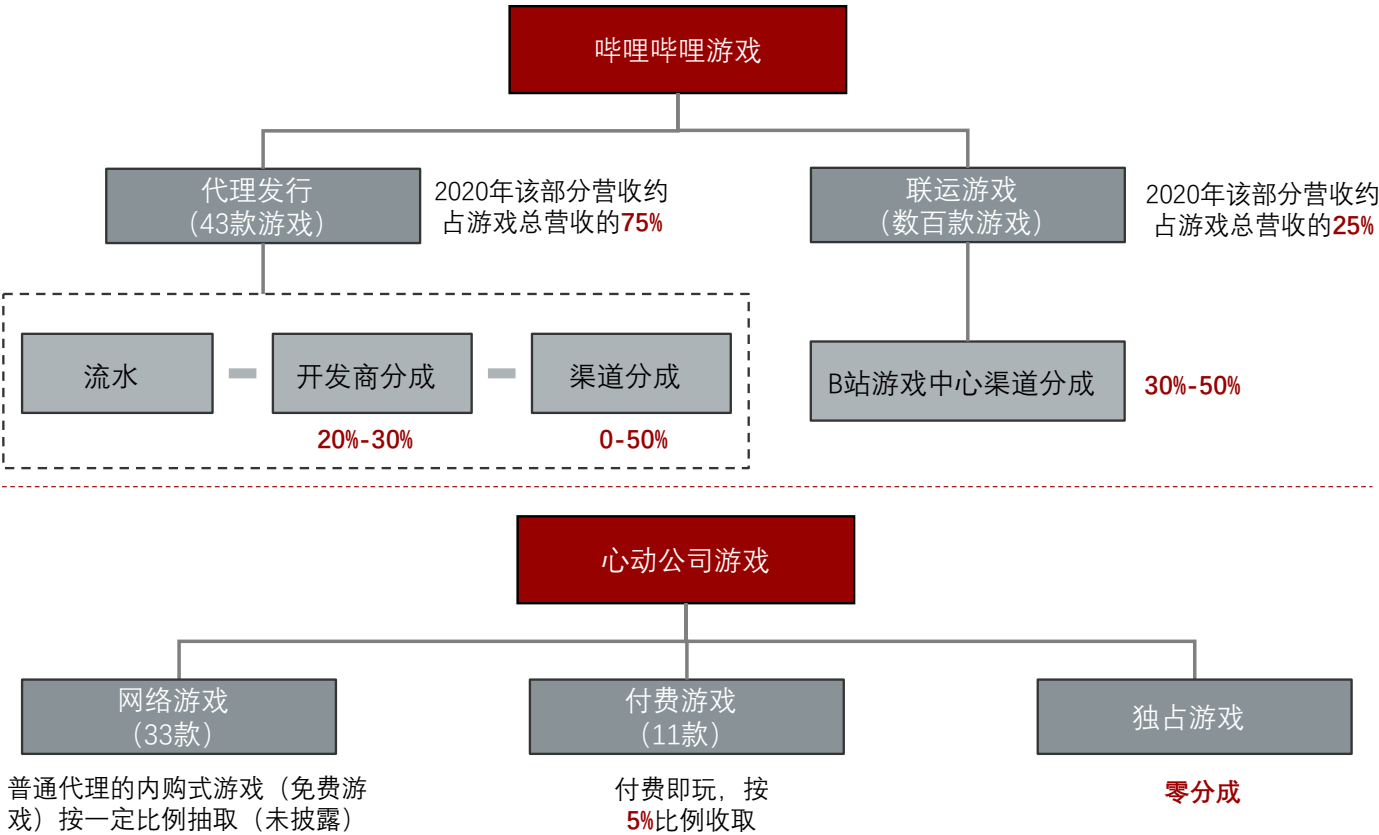 哔哩哔哩游戏
代理发行
(43款游戏)
2020年该部分营收约
占游戏总营收的75%
联运游戏
(数百款游戏)
2020年该部分营收约
占游戏总营收的25%
流水
开发商分成
渠道分成
20%-30%
0-50%
B站游戏中心渠道分成
30%-50%
心动公司游戏
网络游戏
(33款)
普通代理的内购式游戏（免费游
戏）按一定比例抽取（未披露）
付费游戏
(11款)
付费即玩，按
5%比例收取
独占游戏
零分成